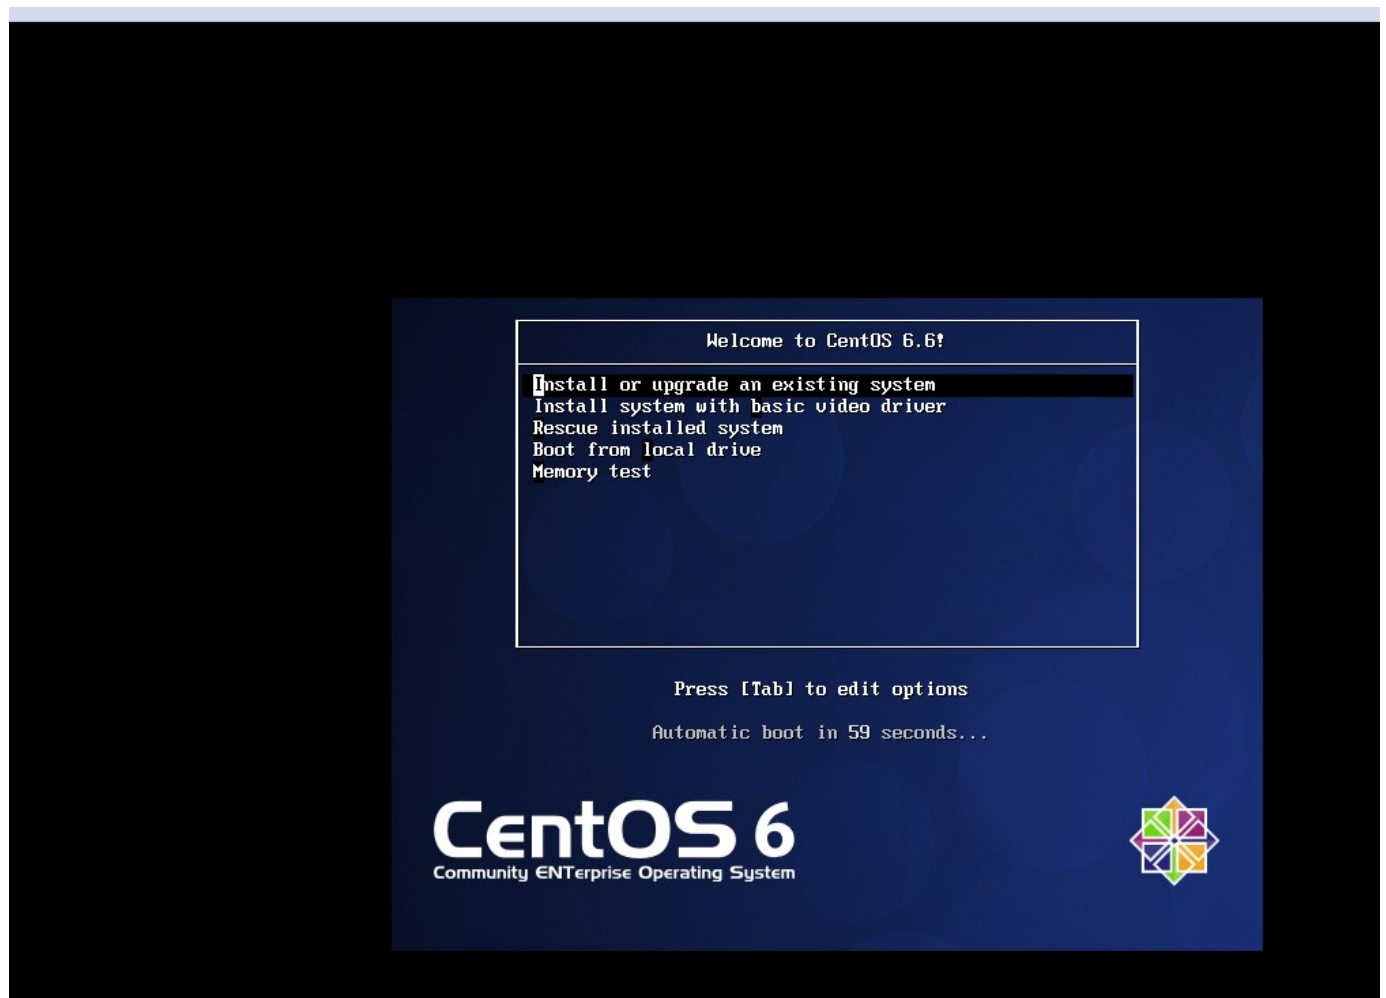 Welcome to CentOS 6.6!
Install or upgrade an existing system
Install system with basic video driver
Rescue installed system
Boot from local drive
Memory test
Press [Tab] to edit options
Automatic boot in 59 seconds...
CentOS 6
Community ENTerprise Operating System